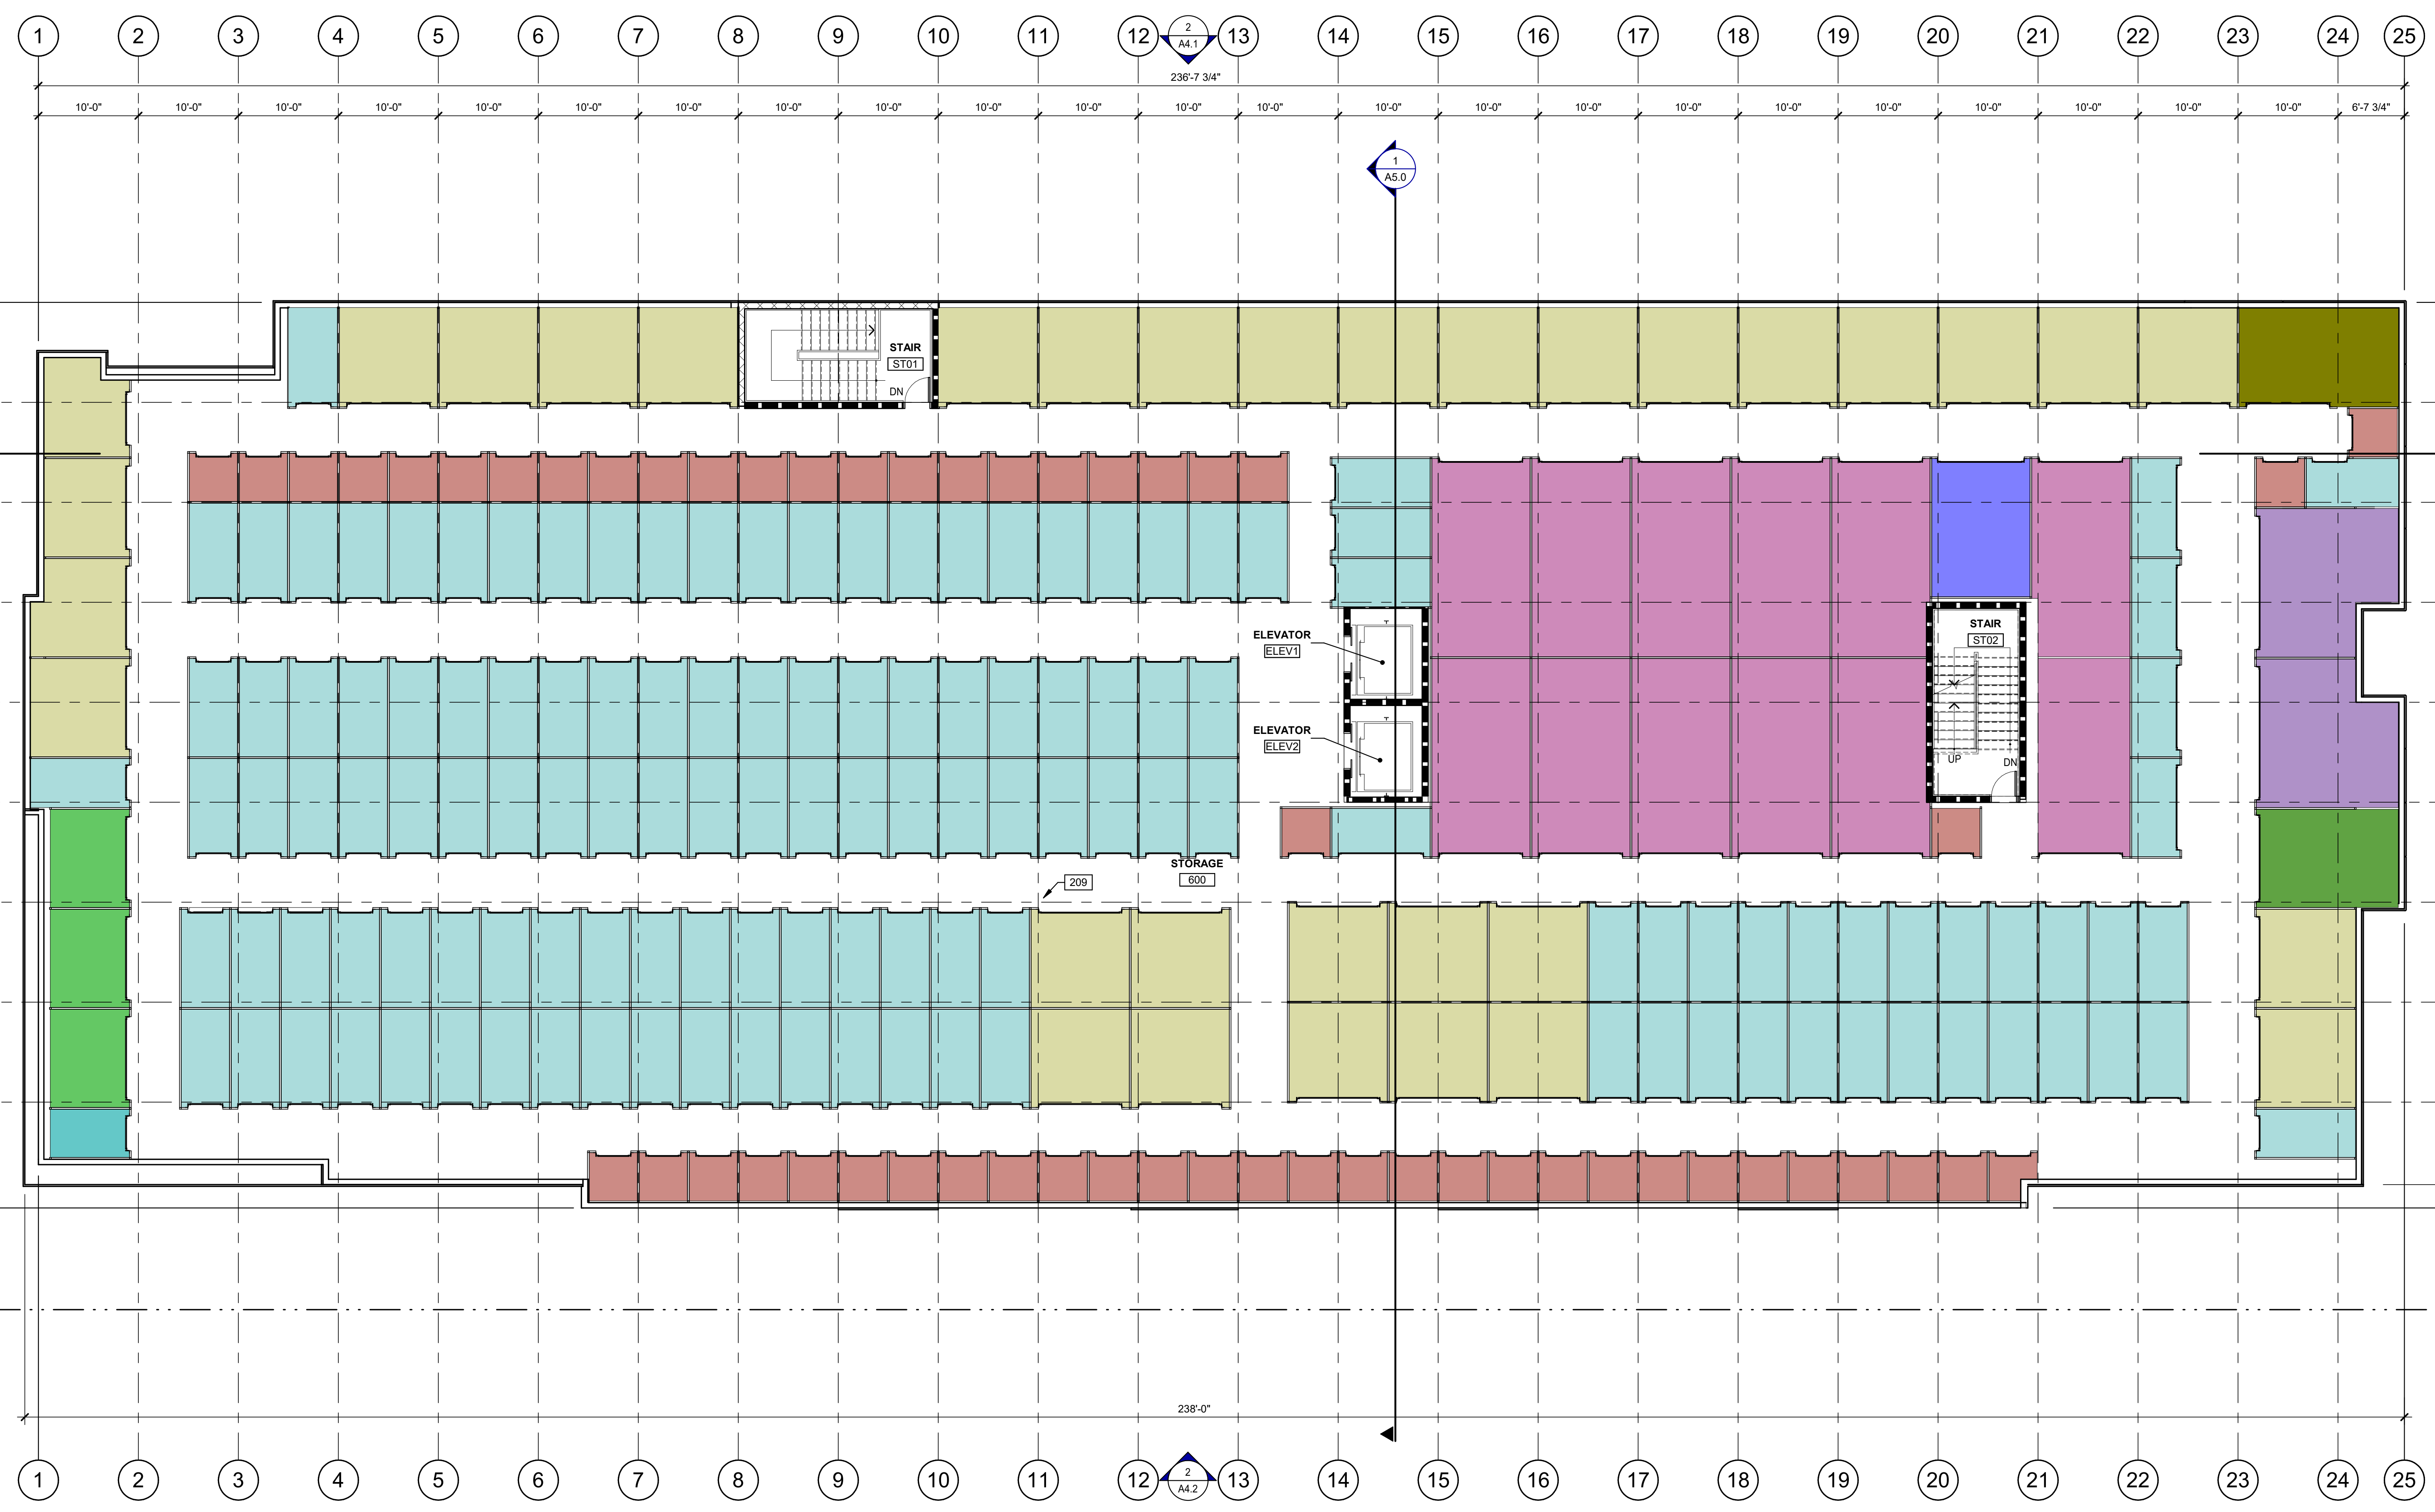 1 2 3 4 5 6 7 8 9 10 11 12 2 13 14 15 16 17 18 19 20 21 22 23 24 25
A4.1
236'-7 3/4"
10'-0" 10'-0" 10'-0" 10'-0" 10'-0" 10'-0" 10'-0" 10'-0" 10'-0" 10'-0" 10'-0" 10'-0" 10'-0" 10'-0" 10'-0" 10'-0" 10'-0" 10'-0" 10'-0" 10'-0" 10'-0" 10'-0" 10'-0" 6'-7 3/4"
1
A5.0
STAIR
ST01
DN
ELEVATOR
ELEV1
STAIR
ST02
ELEVATOR
ELEV2
UP DN
STORAGE
600
209
238'-0"
1 2 3 4 5 6 7 8 9 10 11 12 2 13 14 15 16 17 18 19 20 21 22 23 24 25
A4.2